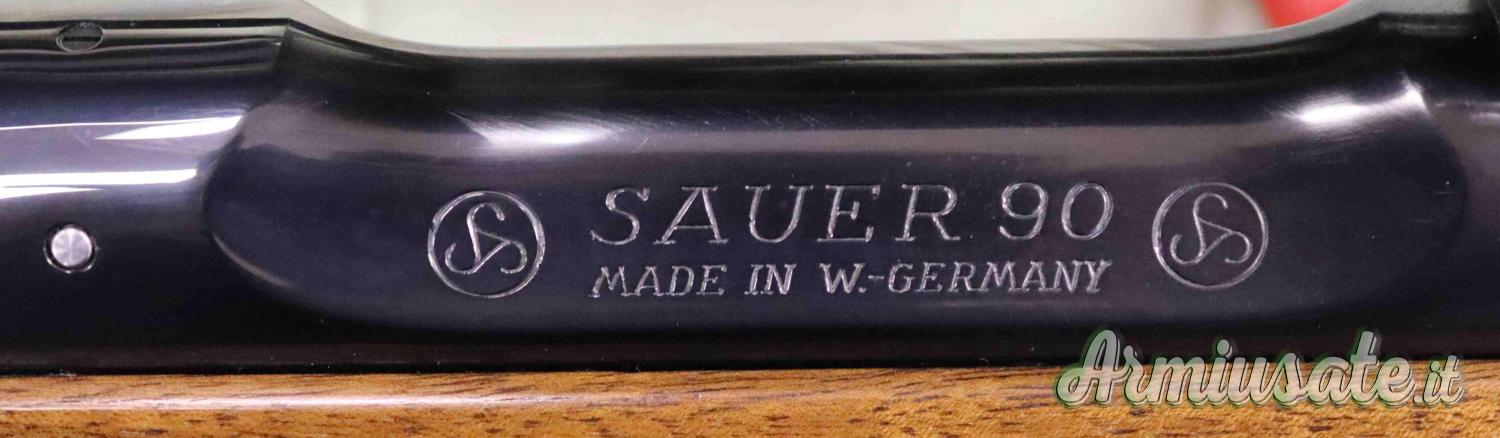 SAUER 90
MADE IN W.-GERMANY
Armiusate.it